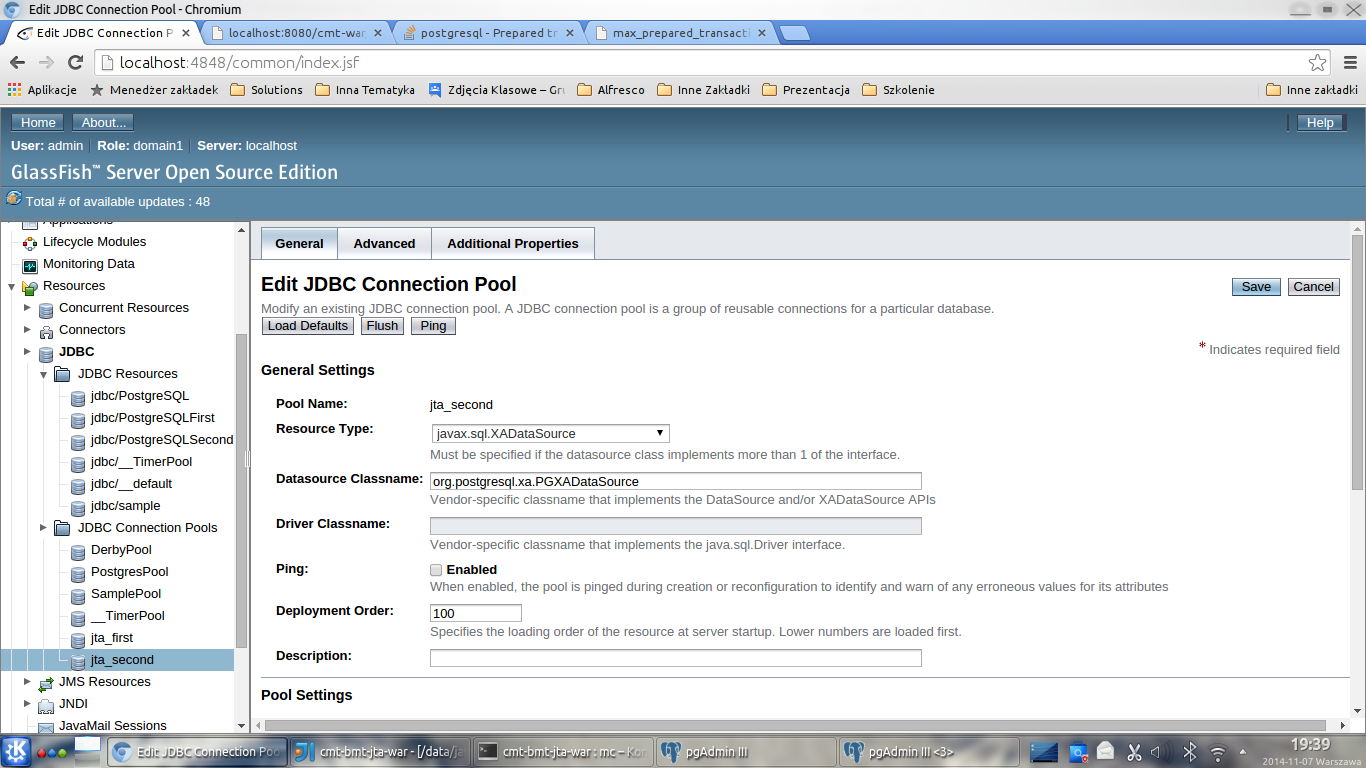 Edit JDBC Connection Pool - Chromium
Edit JDBC Connection P
localhost:8080/cmt-war
postgresql - Prepared tr
max_prepared_transacti
localhost:4848/common/index.jsf
Aplikacje
Menedżer zakładek
Solutions
Inna Tematyka
Zdjęcia Klasowe – Gru
Alfresco
Inne Zakładki
Prezentacja
Szkolenie
Inne zakładki
Home
About...
Help
User: admin
Role: domain1
Server: localhost
GlassFish™ Server Open Source Edition
Total # of available updates : 48
Applications
Lifecycle Modules
Monitoring Data
Resources
Concurrent Resources
Connectors
JDBC
JDBC Resources
jdbc/PostgreSQL
jdbc/PostgreSQLFirst
jdbc/PostgreSQLSecond
jdbc/__TimerPool
jdbc/__default
jdbc/sample
JDBC Connection Pools
DerbyPool
PostgresPool
SamplePool
__TimerPool
jta_first
jta_second
JMS Resources
JNDI
JavaMail Sessions
General
Advanced
Additional Properties
Edit JDBC Connection Pool
Save
Cancel
Modify an existing JDBC connection pool. A JDBC connection pool is a group of reusable connections for a particular database.
Load Defaults
Flush
Ping
* Indicates required field
General Settings
Pool Name: jta_second
Resource Type: javax.sql.XADataSource
Must be specified if the datasource class implements more than 1 of the interface.
Datasource Classname: org.postgresql.xa.PGXADataSource
Vendor-specific classname that implements the DataSource and/or XADataSource APIs
Driver Classname:
Vendor-specific classname that implements the java.sql.Driver interface.
Ping: Enabled
When enabled, the pool is pinged during creation or reconfiguration to identify and warn of any erroneous values for its attributes
Deployment Order: 100
Specifies the loading order of the resource at server startup. Lower numbers are loaded first.
Description:
Pool Settings
Edit JDBC Connection Poo
cmt-bmt-jta-war - [/data/ja
cmt-bmt-jta-war : mc – Kon
pgAdmin III
pgAdmin III <3>
19:39
2014-11-07 Warszawa